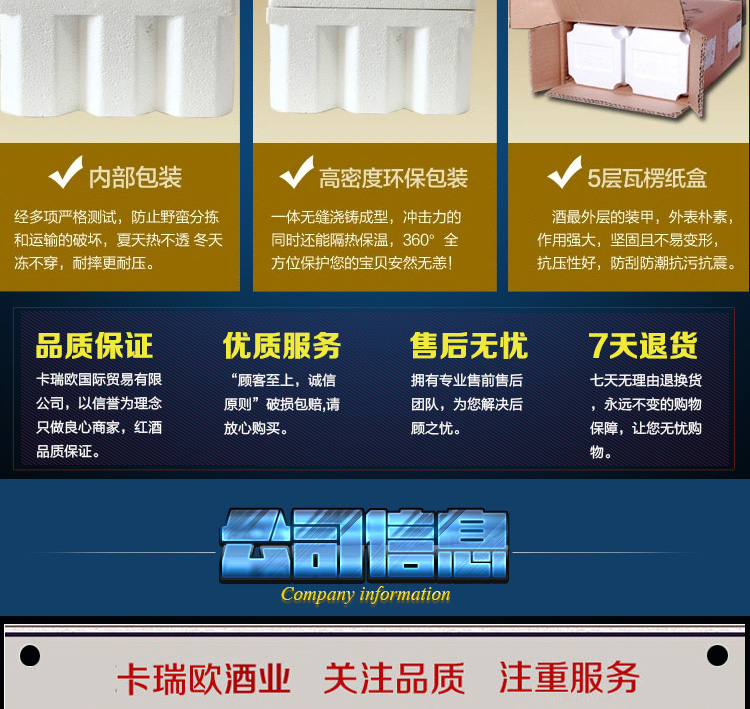 内部包装
经多项严格测试，防止野蛮分拣
和运输的破坏，夏天热不透 冬天
冻不穿，耐摔更耐压。
高密度环保包装
一体无缝浇铸成型，冲击力的
同时还能隔热保温，360° 全
方位保护您的宝贝安然无恙！
5层瓦楞纸盒
酒最外层的装甲，外表朴素，
作用强大，坚固且不易变形，
抗压性好，防刮防潮抗污抗震。
品质保证
卡瑞欧国际贸易有限
公司，以信誉为理念
只做良心商家，红酒
品质保证。
优质服务
“顾客至上，诚信
原则”破损包赔,请
放心购买。
售后无忧
拥有专业售前售后
团队，为您解决后
顾之忧。
7天退货
七天无理由退换货
，永远不变的购物
保障，让您无忧购
物。
公司信息
Company information
卡瑞欧酒业 关注品质 注重服务